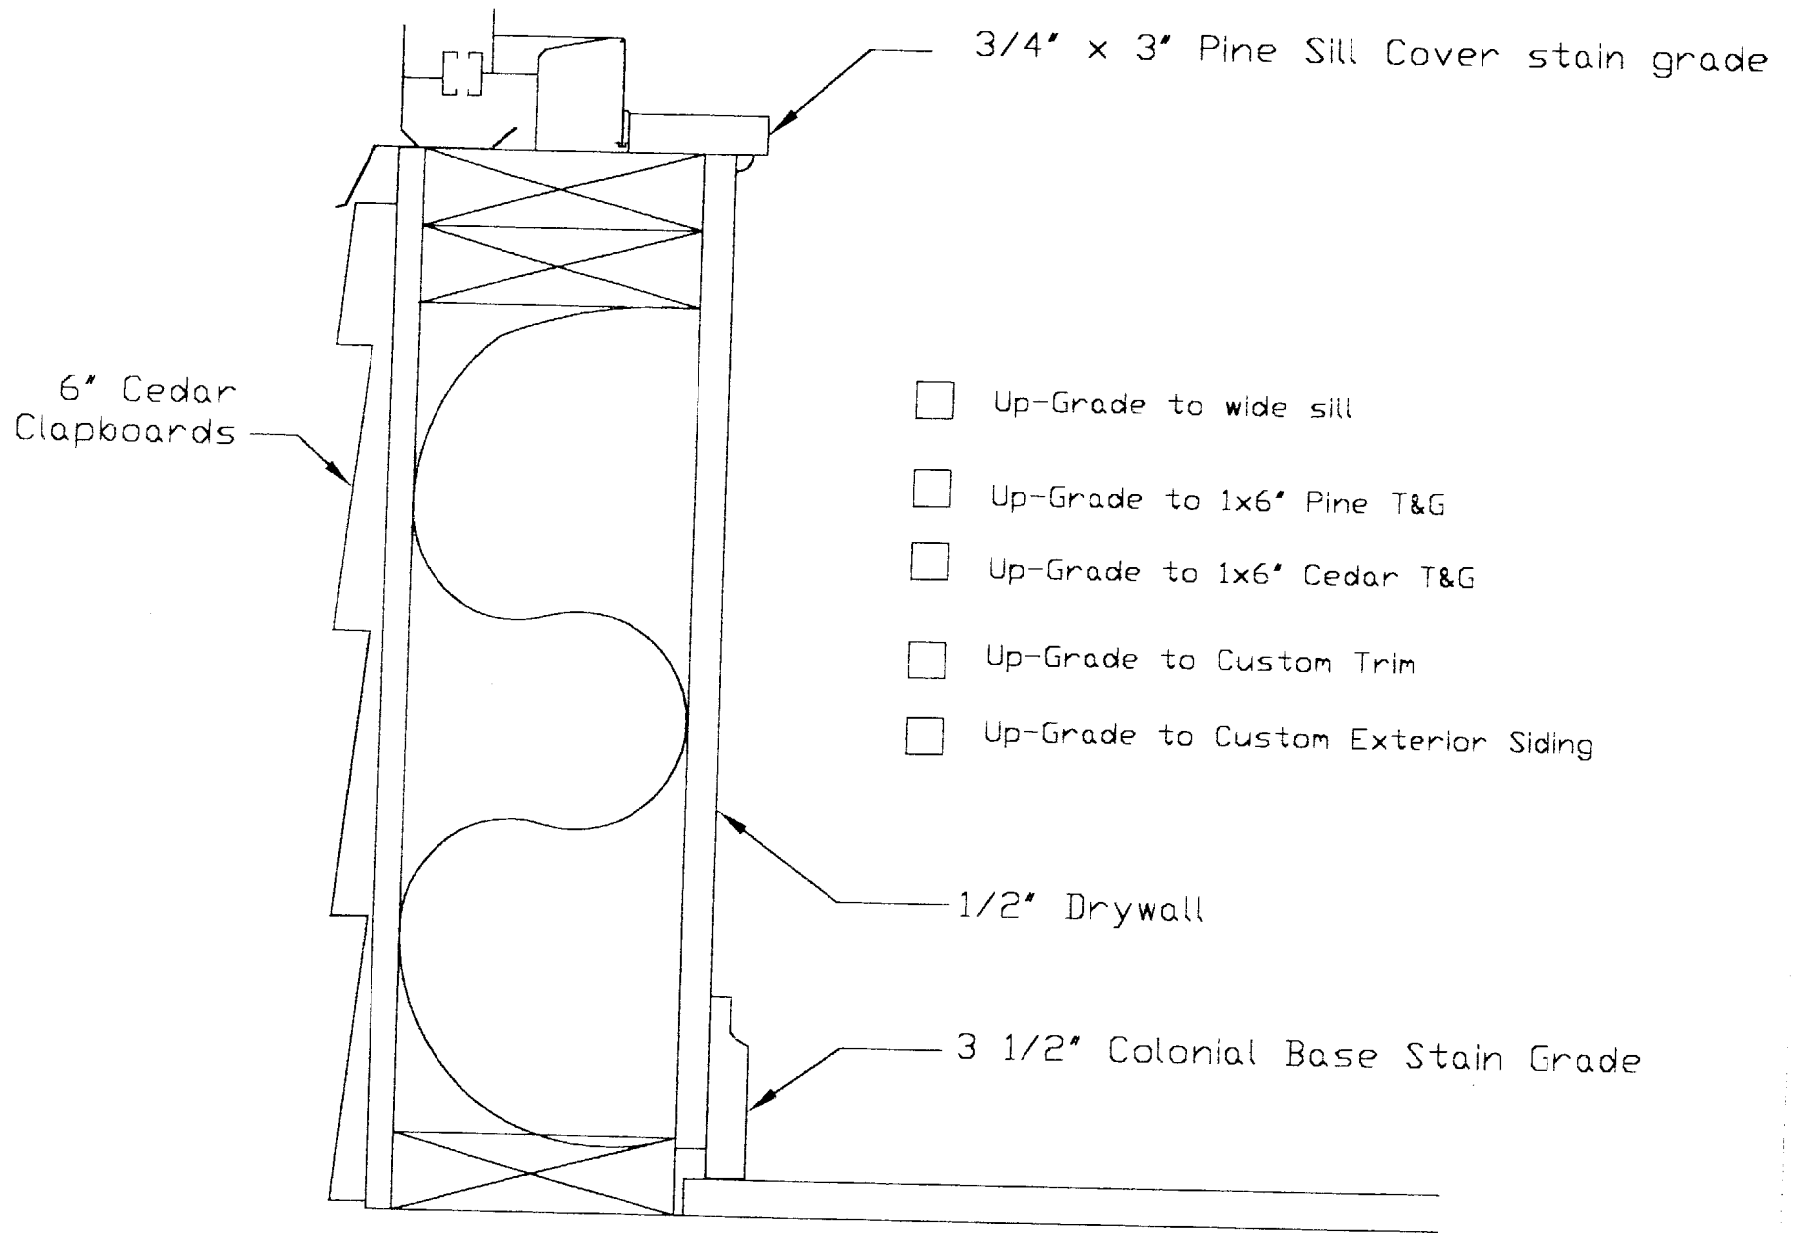 3/4" x 3" Pine Sill Cover stain grade
6" Cedar
Clapboards
Up-Grade to wide sill
Up-Grade to 1x6" Pine T&G
Up-Grade to 1x6" Cedar T&G
Up-Grade to Custom Trim
Up-Grade to Custom Exterior Siding
1/2" Drywall
3 1/2" Colonial Base Stain Grade